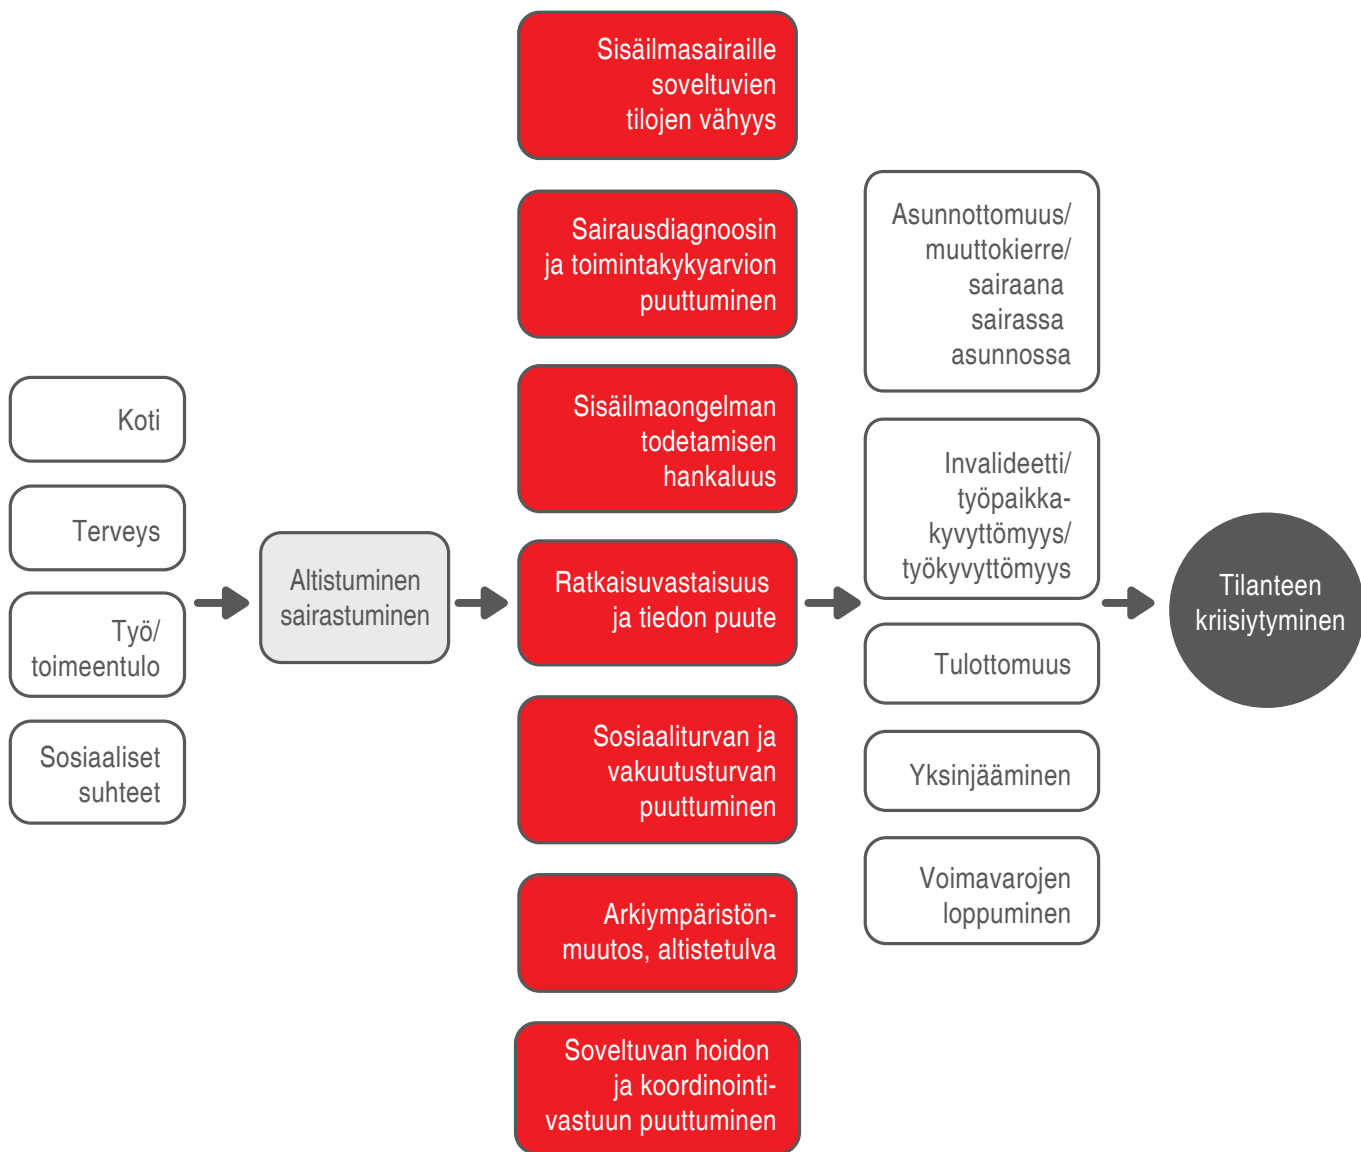 Koti
Terveys
Työ/
toimeentulo
Sosiaaliset
suhteet
Altistuminen
sairastuminen
Sisäilmasairaille
soveltuvien
tilojen vähyys
Sairausdiagnoosin
ja toimintakykyarvion
puuttuminen
Sisäilmaongelman
todetamisen
hankaluus
Ratkaisuvastaisuus
ja tiedon puute
Sosiaaliturvan ja
vakuutusturvan
puuttuminen
Arkiympäristön-
muutos, altistetulva
Soveltuvan hoidon
ja koordinointi-
vastuun puuttuminen
Asunnottomuus/
muuttokierre/
sairaana
sairassa
asunnossa
Invalideetti/
työpaikka-
kyvyttömyys/
työkyvyttömyys
Tulottomuus
Yksinjääminen
Voimavarojen
loppuminen
Tilanteen
kriisiytyminen